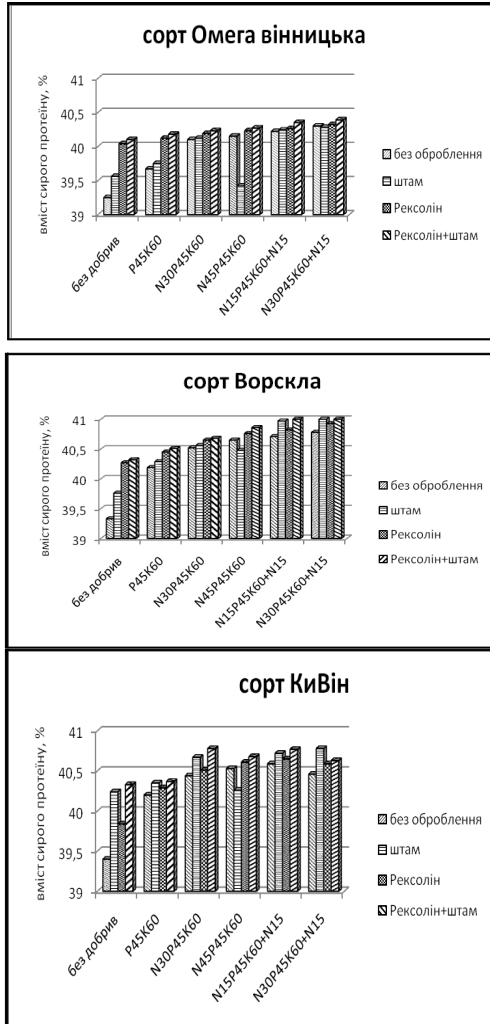 сорт Омега вінницька
вміст сирого протеїну, %
41
40,5
40
39,5
39
без добрив
P45K60
N30P45K60
N45P45K60
N15P45K60+N15
N30P45K60+N15
без оброблення
штам
Рексолін
Рексолін+штам
сорт Ворскла
вміст сирого протеїну, %
41
40,5
40
39,5
39
без добрив
P45K60
N30P45K60
N45P45K60
N15P45K60+N15
N30P45K60+N15
без оброблення
штам
Рексолін
Рексолін+штам
сорт КиВін
вміст сирого протеїну, %
41
40,5
40
39,5
39
без добрив
P45K60
N30P45K60
N45P45K60
N15P45K60+N15
N30P45K60+N15
без оброблення
штам
Рексолін
Рексолін+штам